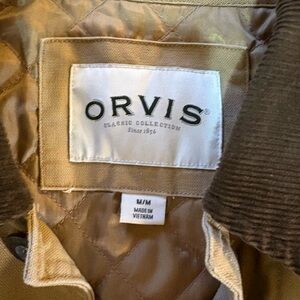 ORVIS®
CLASSIC COLLECTION
Since 1856
M/M
MADE IN
VIETNAM